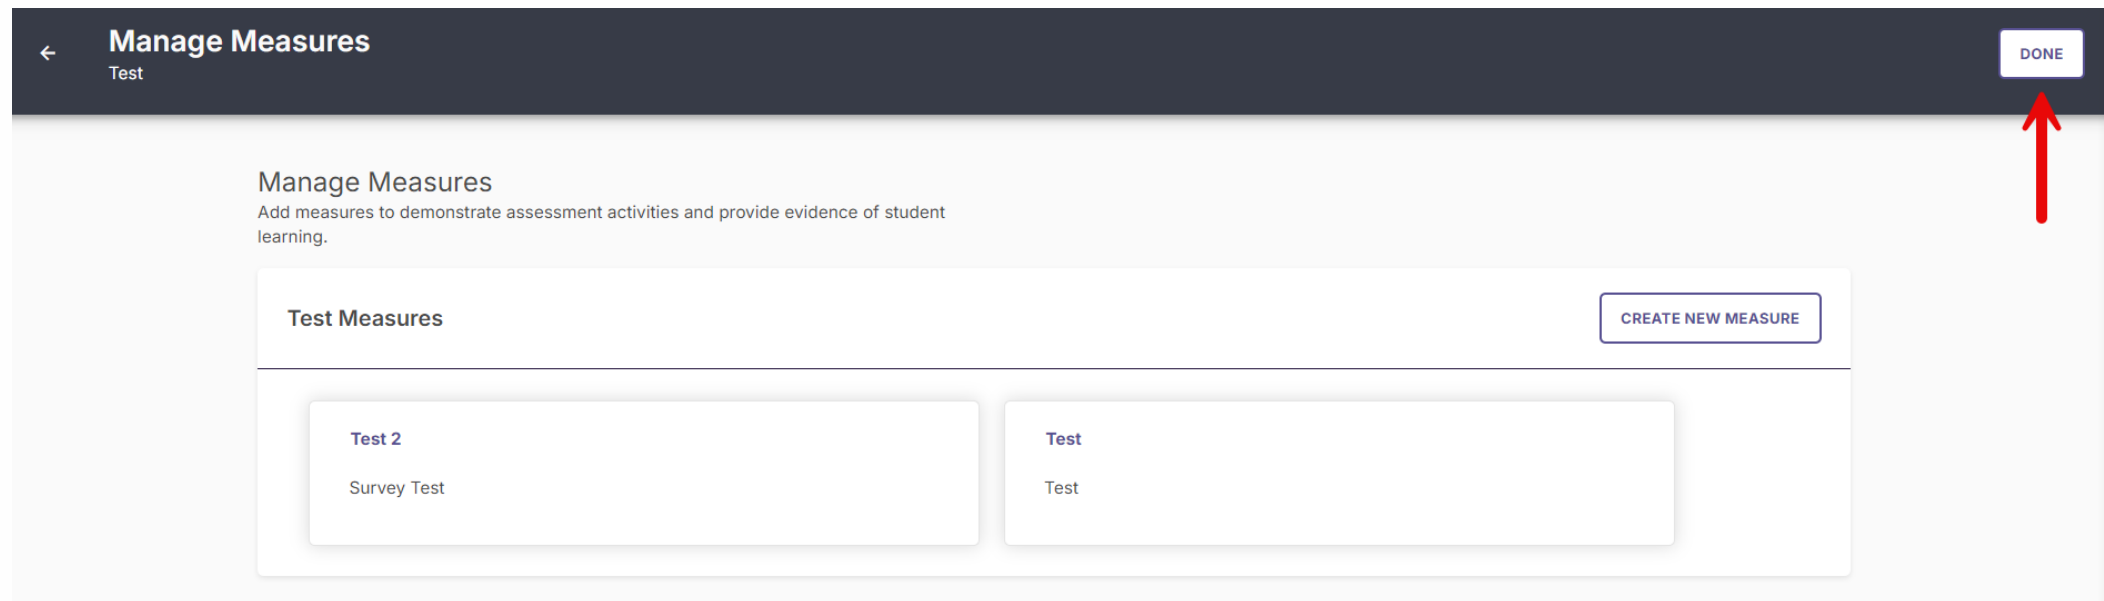 Manage Measures
Test
DONE
Manage Measures
Add measures to demonstrate assessment activities and provide evidence of student
learning.
Test Measures
CREATE NEW MEASURE
Test 2
Survey Test
Test
Test